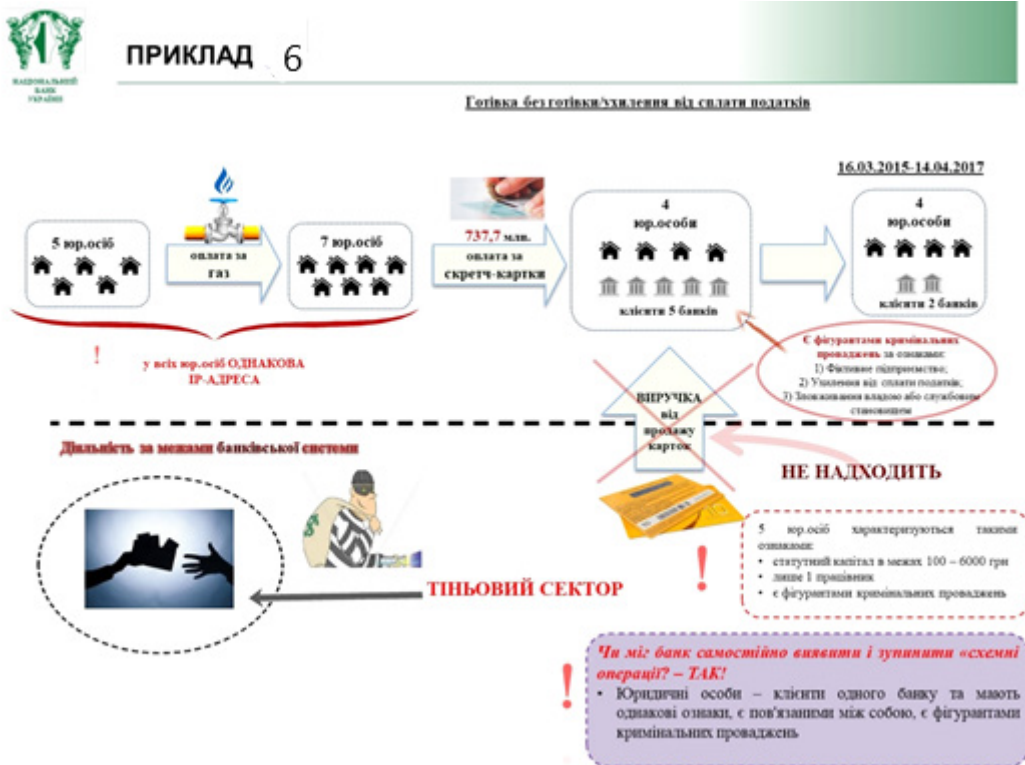 НАЦІОНАЛЬНИЙ
БАНК
УКРАЇНИ
ПРИКЛАД 6
Готівка без готівки/ухилення від сплати податків
16.03.2015-14.04.2017
5 юр.осіб
оплата за
газ
7 юр.осіб
737,7 млн.
оплата за
скретч-картки
4
юр.особи
клієнти 5 банків
4
юр.особи
клієнти 2 банків
!
у всіх юр.осіб ОДНАКОВА
ІР-АДРЕСА
Є фігурантами кримінальних
проваджень за ознаками:
1) Фіктивне підприємство;
2) Ухилення від сплати податків;
3) Зловживання владою або службовим
становищем
ВИРУЧКА
від
продажу
карток
Діяльність за межами банківської системи
НЕ НАДХОДИТЬ
ТІНЬОВИЙ СЕКТОР
!
5 юр.осіб характеризуються такими
ознаками:
• статутний капітал в межах 100 – 6000 грн
• лише 1 працівник
• є фігурантами кримінальних проваджень
!
Чи міг банк самостійно виявити і зупинити «схемні
операції? – ТАК!
• Юридичні особи – клієнти одного банку та мають
однакові ознаки, є пов'язаними між собою, є фігурантами
кримінальних проваджень